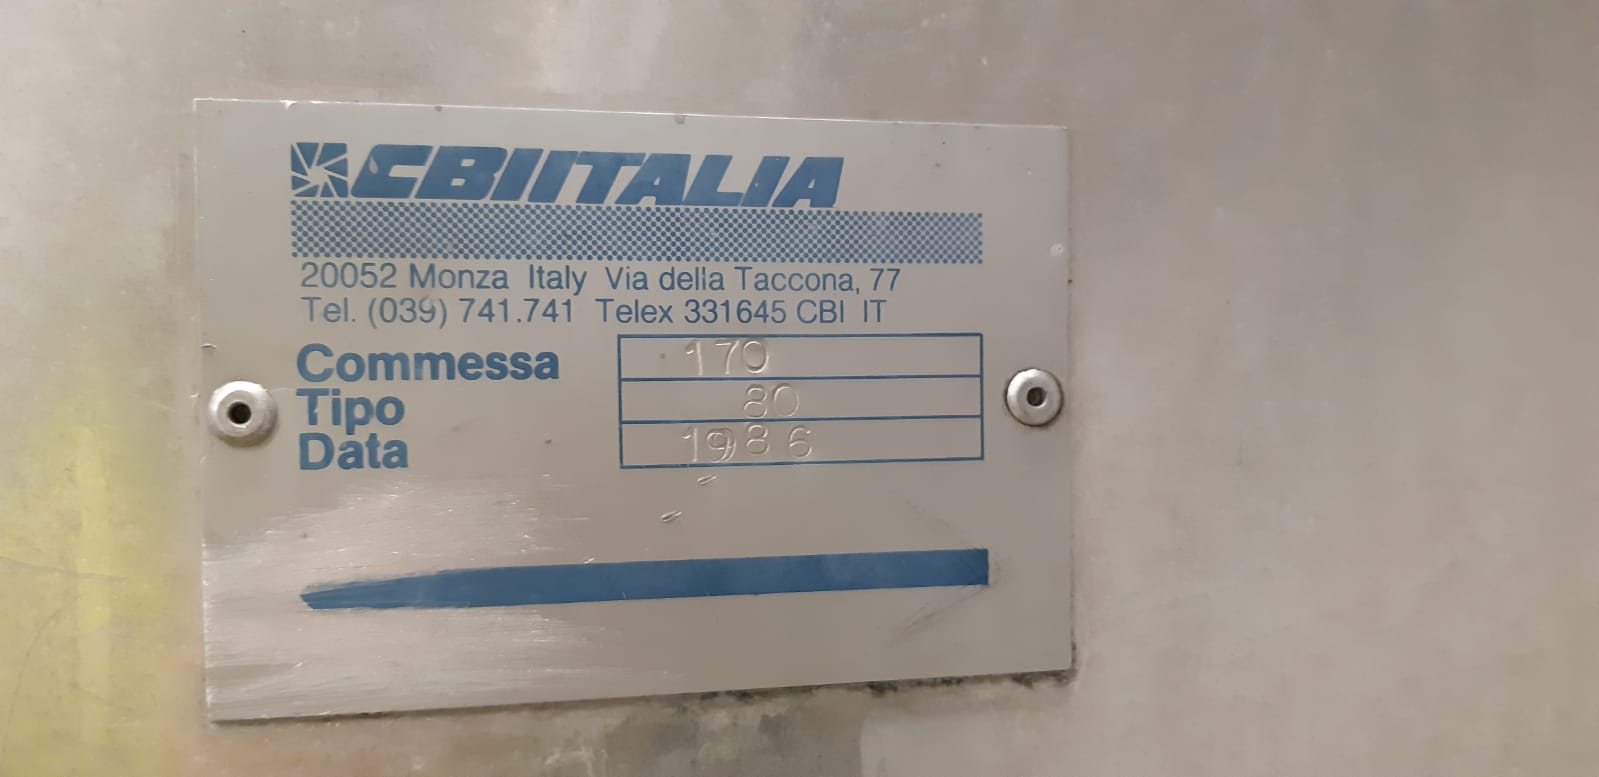 CBIITALIA
20052 Monza Italy Via della Taccona, 77
Tel. (039) 741.741 Telex 331645 CBI IT
Commessa 170
Tipo 80
Data 1986